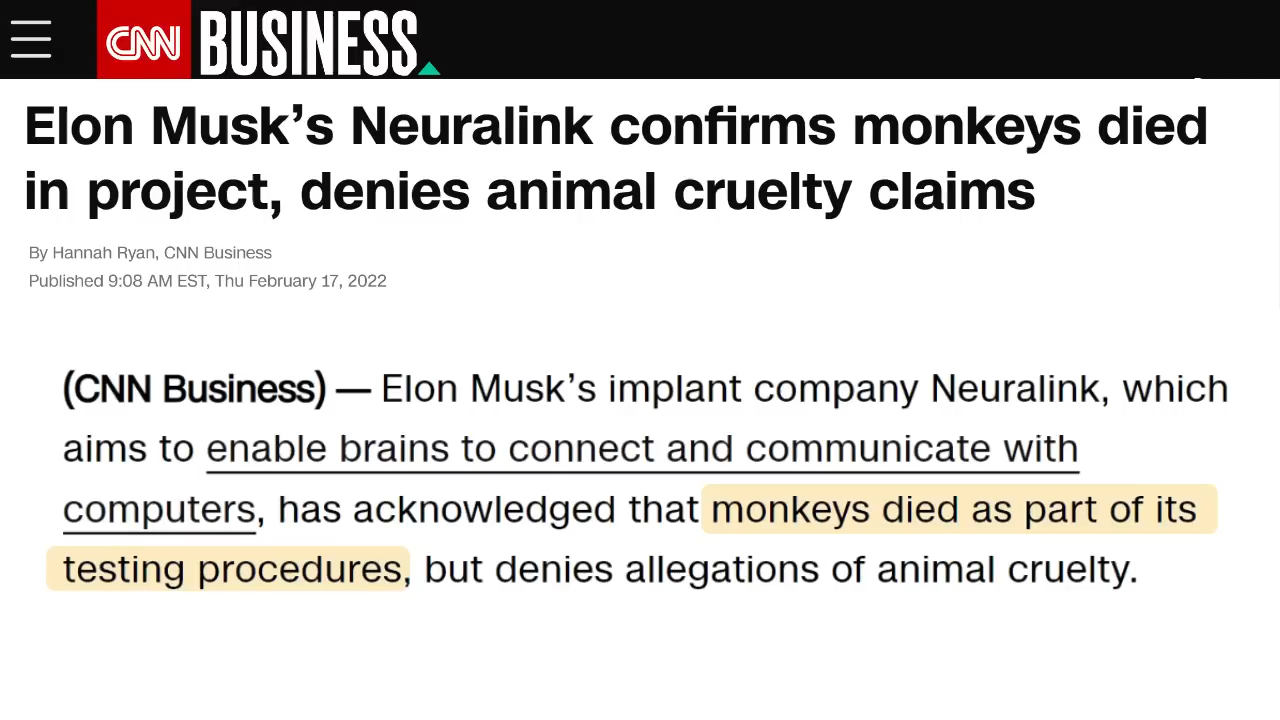 CNN BUSINESS
Elon Musk’s Neuralink confirms monkeys died
in project, denies animal cruelty claims
By Hannah Ryan, CNN Business
Published 9:08 AM EST, Thu February 17, 2022
(CNN Business) — Elon Musk’s implant company Neuralink, which
aims to enable brains to connect and communicate with
computers, has acknowledged that monkeys died as part of its
testing procedures, but denies allegations of animal cruelty.